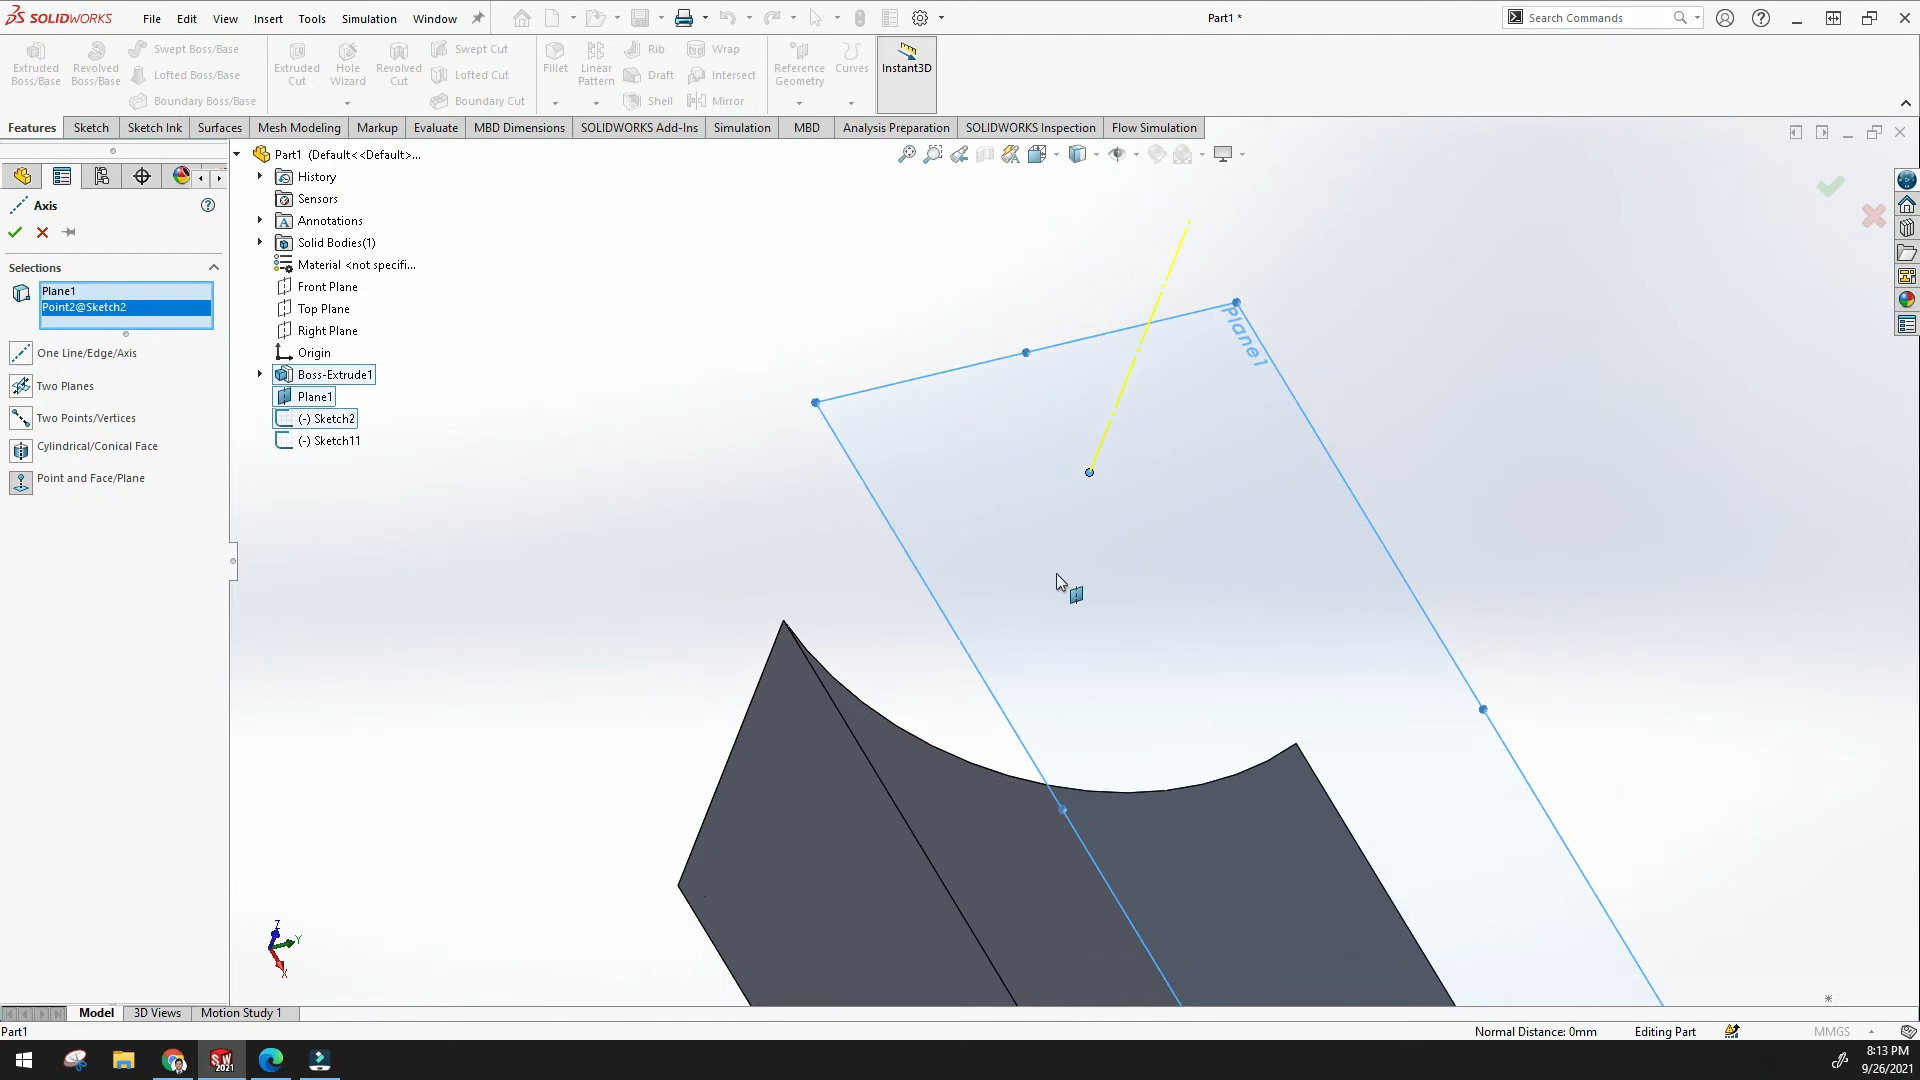 SOLIDWORKS File Edit View Insert Tools Simulation Window Part1 * Search Commands
Extruded Boss/Base
Revolved Boss/Base
Swept Boss/Base
Lofted Boss/Base
Boundary Boss/Base
Extruded Cut
Hole Wizard
Revolved Cut
Swept Cut
Lofted Cut
Boundary Cut
Fillet
Linear Pattern
Rib
Draft
Shell
Wrap
Intersect
Mirror
Reference Geometry
Curves
Instant3D
Features Sketch Sketch Ink Surfaces Mesh Modeling Markup Evaluate MBD Dimensions SOLIDWORKS Add-Ins Simulation MBD Analysis Preparation SOLIDWORKS Inspection Flow Simulation
Axis
Selections
Plane1
Point2@Sketch2
One Line/Edge/Axis
Two Planes
Two Points/Vertices
Cylindrical/Conical Face
Point and Face/Plane
Part1 (Default<<Default>...
History
Sensors
Annotations
Solid Bodies(1)
Material <not specifi...
Front Plane
Top Plane
Right Plane
Origin
Boss-Extrude1
Plane1
(-) Sketch2
(-) Sketch11
Plane1
Z
Y
X
Model 3D Views Motion Study 1
Part1 Normal Distance: 0mm Editing Part MMGS
SW 2021
8:13 PM
9/26/2021